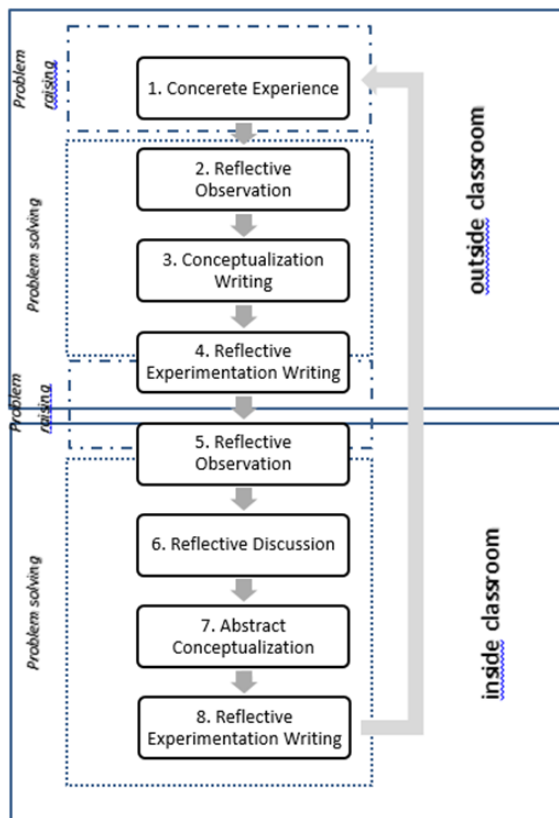 Problem
raising
1. Concerete Experience
Problem solving
2. Reflective
Observation
3. Conceptualization
Writing
4. Reflective
Experimentation Writing
outside classroom
Problem
raising
5. Reflective
Observation
Problem solving
6. Reflective Discussion
7. Abstract
Conceptualization
8. Reflective
Experimentation Writing
inside classroom